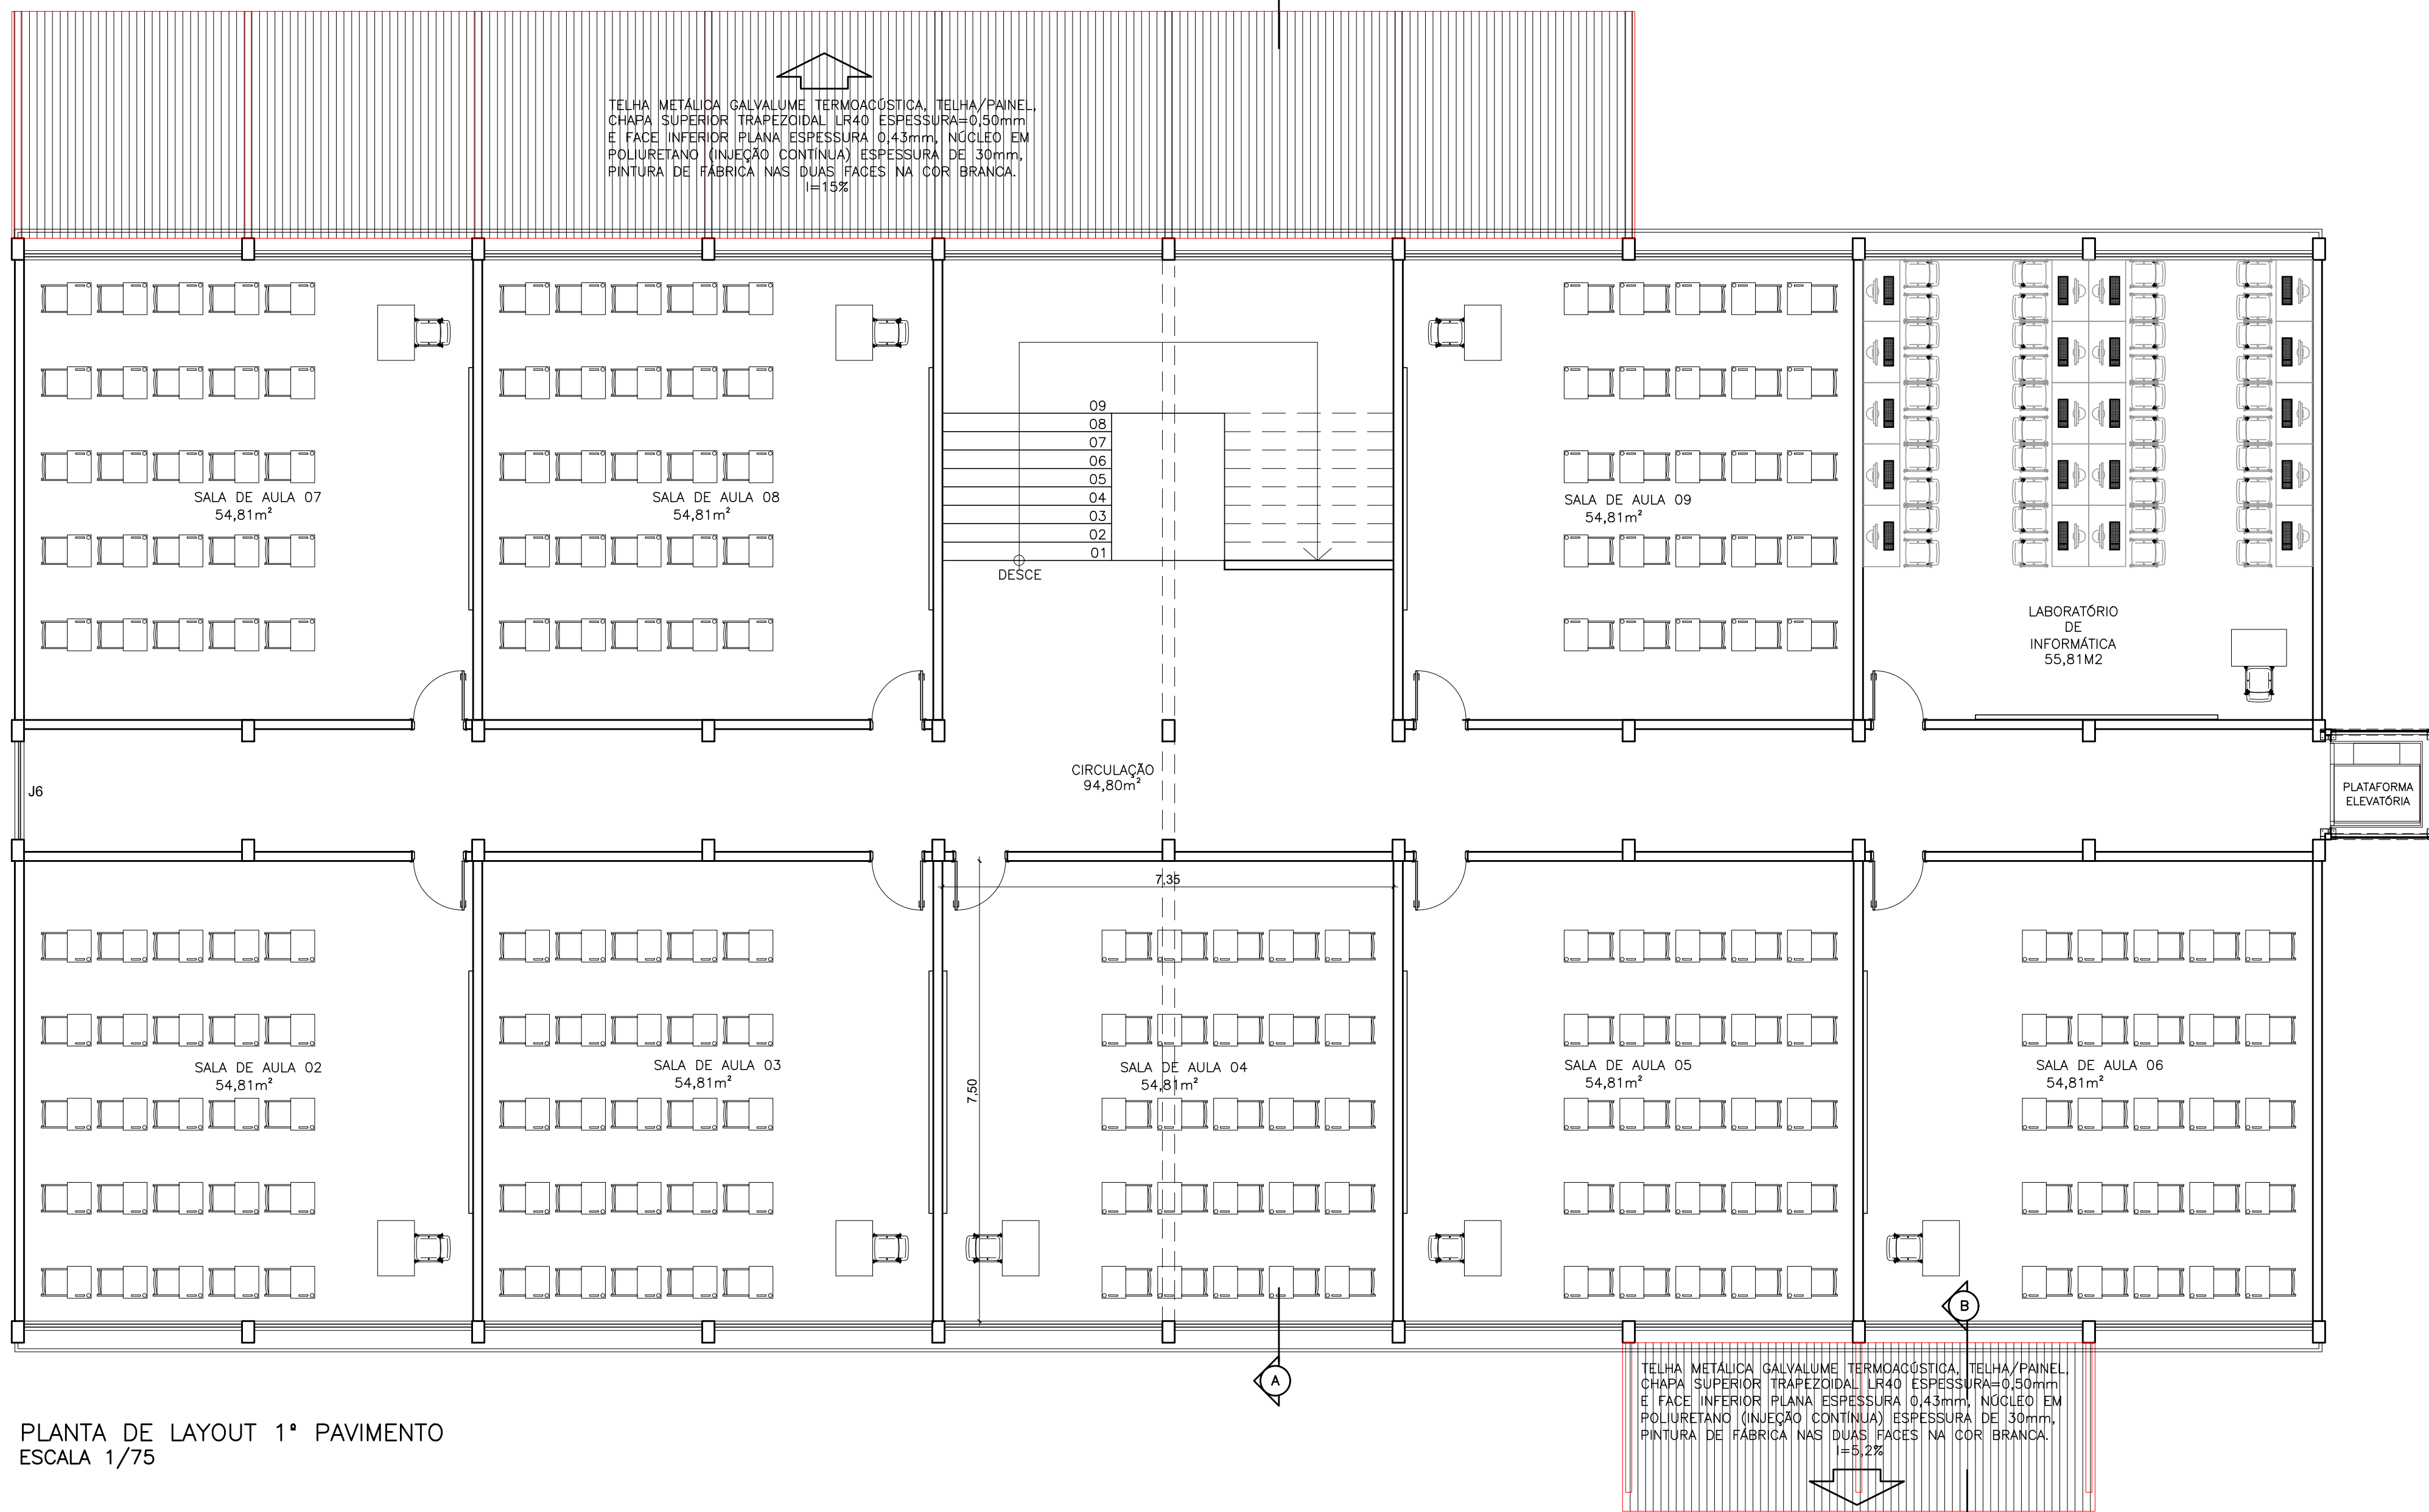 TELHA METÁLICA GALVALUME TERMOACÚSTICA, TELHA/PAINEL,
CHAPA SUPERIOR TRAPEZOIDAL LR40 ESPESSURA=0,50mm
E FACE INFERIOR PLANA ESPESSURA 0,43mm, NÚCLEO EM
POLIURETANO (INJEÇÃO CONTÍNUA) ESPESSURA DE 30mm,
PINTURA DE FÁBRICA NAS DUAS FACES NA COR BRANCA.
I=15%
SALA DE AULA 07
54,81m²
SALA DE AULA 08
54,81m²
09
08
07
06
05
04
03
02
01
DESCE
SALA DE AULA 09
54,81m²
LABORATÓRIO
DE
INFORMÁTICA
55,81M2
J6
CIRCULAÇÃO
94,80m²
PLATAFORMA
ELEVATÓRIA
7,35
7,50
SALA DE AULA 02
54,81m²
SALA DE AULA 03
54,81m²
SALA DE AULA 04
54,81m²
SALA DE AULA 05
54,81m²
SALA DE AULA 06
54,81m²
B
A
TELHA METÁLICA GALVALUME TERMOACÚSTICA, TELHA/PAINEL,
CHAPA SUPERIOR TRAPEZOIDAL LR40 ESPESSURA=0,50mm
E FACE INFERIOR PLANA ESPESSURA 0,43mm, NÚCLEO EM
POLIURETANO (INJEÇÃO CONTÍNUA) ESPESSURA DE 30mm,
PINTURA DE FÁBRICA NAS DUAS FACES NA COR BRANCA.
I=5,2%
PLANTA DE LAYOUT 1º PAVIMENTO
ESCALA 1/75